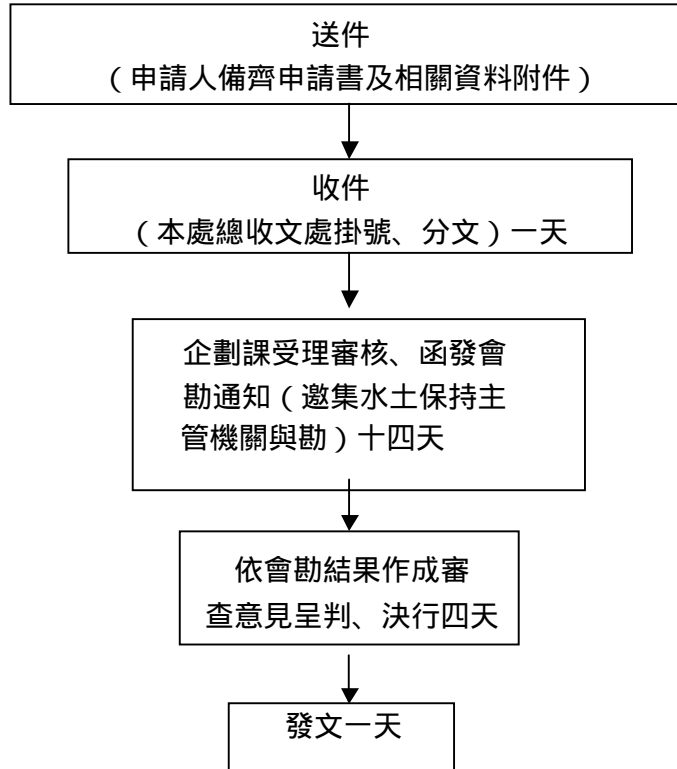 送件
（申請人備齊申請書及相關資料附件）
收件
（本處總收文處掛號、分文）一天
企劃課受理審核、函發會
勘通知（邀集水土保持主
管機關與勘）十四天
依會勘結果作成審
查意見呈判、決行四天
發文一天